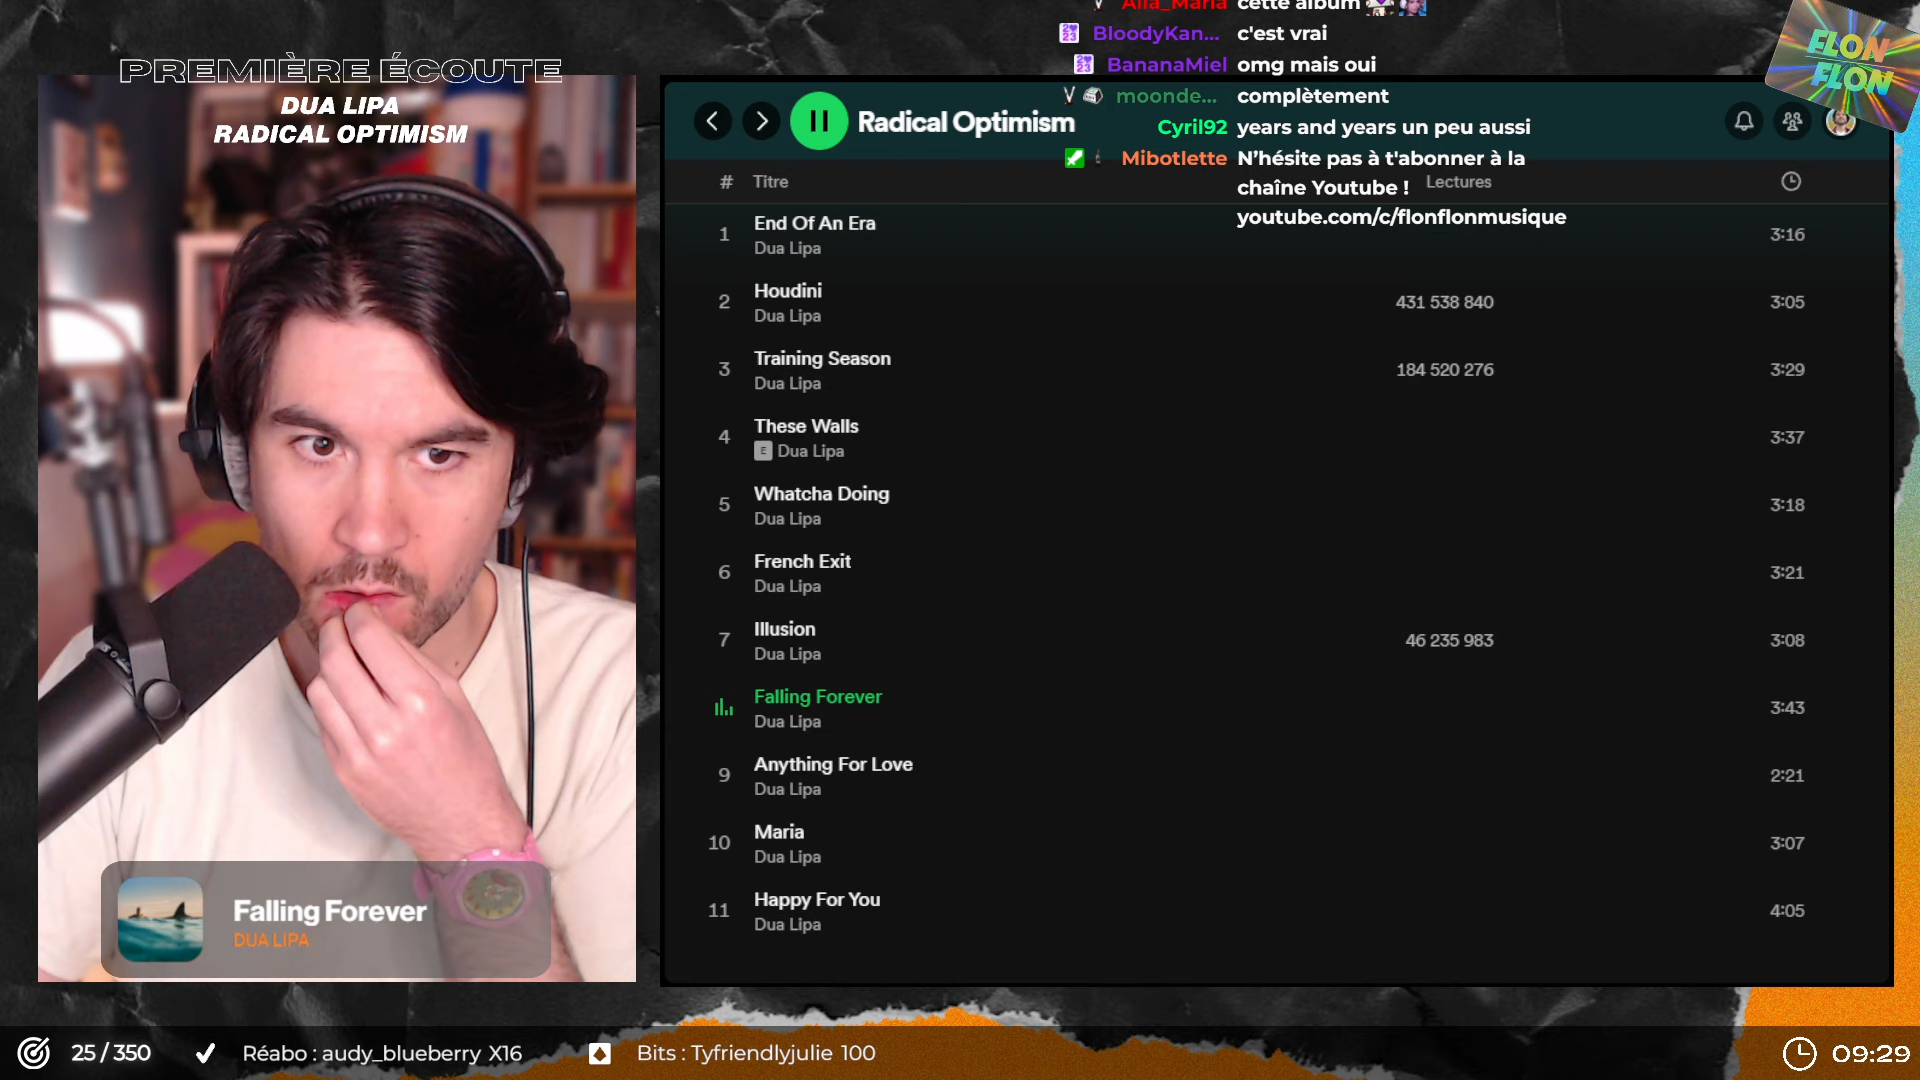 PREMIÈRE ÉCOUTE
DUA LIPA
RADICAL OPTIMISM
Alia_Maria cette album
BloodyKan... c'est vrai
BananaMiel omg mais oui
moonde... complètement
Cyril92 years and years un peu aussi
Mibotlette N’hésite pas à t'abonner à la
chaîne Youtube !
youtube.com/c/flonflonmusique
FLON
FLON
Radical Optimism
# Titre Lectures
1 End Of An Era 3:16
Dua Lipa
2 Houdini 431 538 840 3:05
Dua Lipa
3 Training Season 184 520 276 3:29
Dua Lipa
4 These Walls 3:37
E Dua Lipa
5 Whatcha Doing 3:18
Dua Lipa
6 French Exit 3:21
Dua Lipa
7 Illusion 46 235 983 3:08
Dua Lipa
Falling Forever 3:43
Dua Lipa
9 Anything For Love 2:21
Dua Lipa
10 Maria 3:07
Dua Lipa
11 Happy For You 4:05
Dua Lipa
Falling Forever
DUA LIPA
25 / 350 Réabo : audy_blueberry X16 Bits : Tyfriendlyjulie 100 09:29